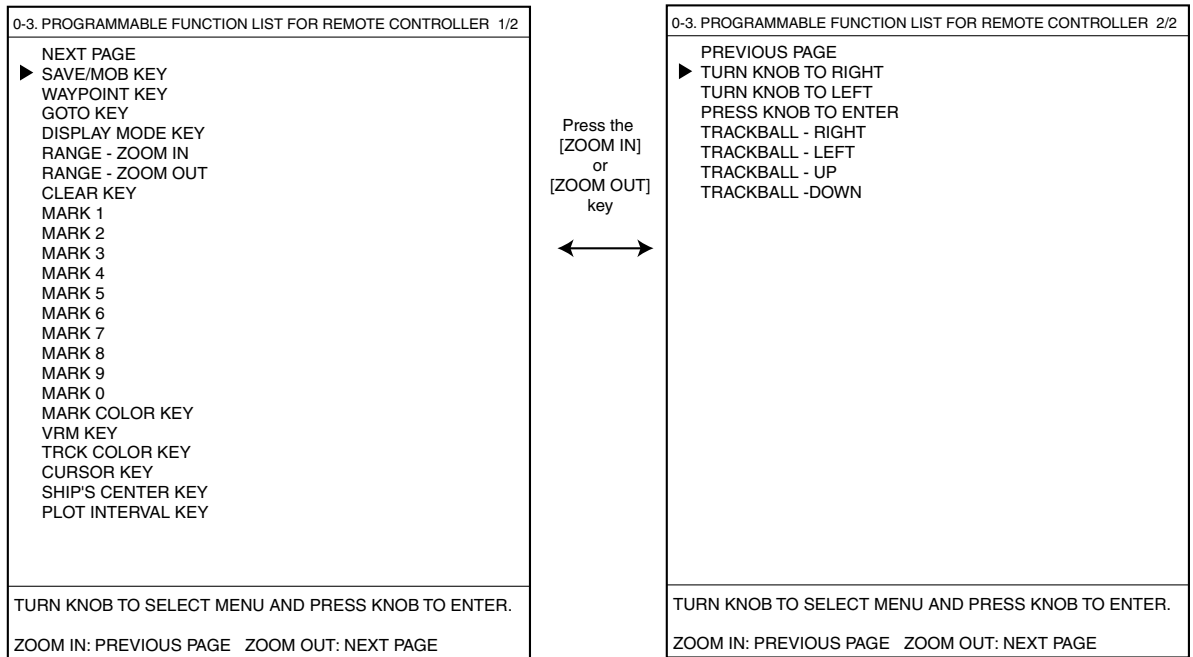 0-3. PROGRAMMABLE FUNCTION LIST FOR REMOTE CONTROLLER 1/2
NEXT PAGE
SAVE/MOB KEY
WAYPOINT KEY
GOTO KEY
DISPLAY MODE KEY
RANGE - ZOOM IN
RANGE - ZOOM OUT
CLEAR KEY
MARK 1
MARK 2
MARK 3
MARK 4
MARK 5
MARK 6
MARK 7
MARK 8
MARK 9
MARK 0
MARK COLOR KEY
VRM KEY
TRCK COLOR KEY
CURSOR KEY
SHIP'S CENTER KEY
PLOT INTERVAL KEY
TURN KNOB TO SELECT MENU AND PRESS KNOB TO ENTER.
ZOOM IN: PREVIOUS PAGE ZOOM OUT: NEXT PAGE
Press the
[ZOOM IN]
or
[ZOOM OUT]
key
0-3. PROGRAMMABLE FUNCTION LIST FOR REMOTE CONTROLLER 2/2
PREVIOUS PAGE
TURN KNOB TO RIGHT
TURN KNOB TO LEFT
PRESS KNOB TO ENTER
TRACKBALL - RIGHT
TRACKBALL - LEFT
TRACKBALL - UP
TRACKBALL -DOWN
TURN KNOB TO SELECT MENU AND PRESS KNOB TO ENTER.
ZOOM IN: PREVIOUS PAGE ZOOM OUT: NEXT PAGE